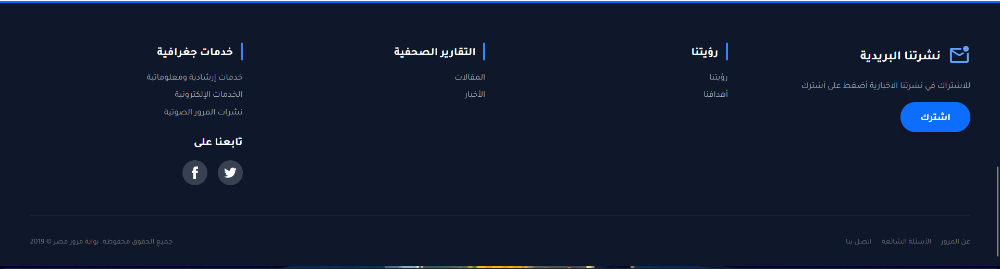 نشرتنا البريدية
للاشتراك في نشرتنا الاخبارية أضغط على أشترك
اشترك
رؤيتنا
رؤيتنا
أهدافنا
التقارير الصحفية
المقالات
الأخبار
خدمات جغرافية
خدمات إرشادية ومعلوماتية
الخدمات الإلكترونية
نشرات المرور الصوتية
تابعنا على
عن المرور
الأسئلة الشائعة
اتصل بنا
جميع الحقوق محفوظة. بوابة مرور مصر © 2019